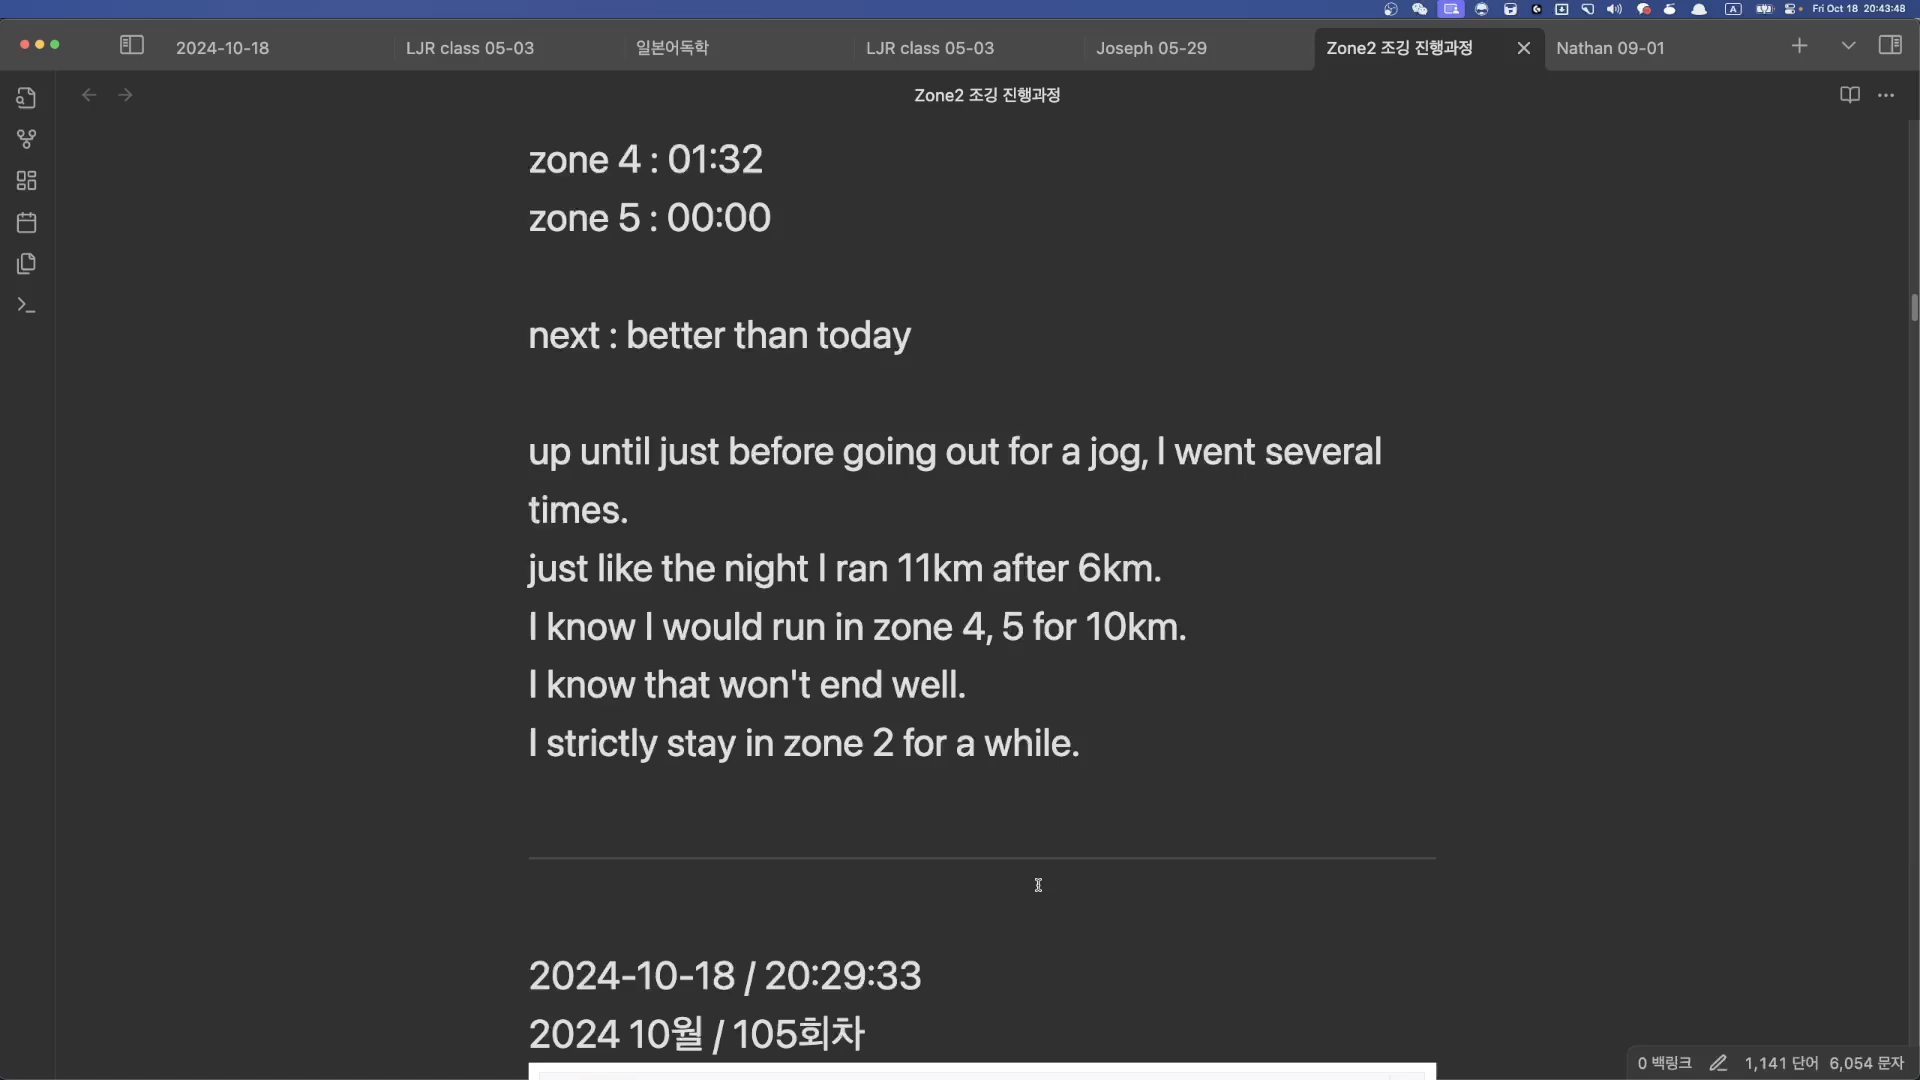 Fri Oct 18 20:43:48
2024-10-18
LJR class 05-03
일본어독학
LJR class 05-03
Joseph 05-29
Zone2 조깅 진행과정
Nathan 09-01
Zone2 조깅 진행과정
zone 4 : 01:32
zone 5 : 00:00
next : better than today
up until just before going out for a jog, I went several
times.
just like the night I ran 11km after 6km.
I know I would run in zone 4, 5 for 10km.
I know that won't end well.
I strictly stay in zone 2 for a while.
2024-10-18 / 20:29:33
2024 10월 / 105회차
0 백링크 1,141 단어 6,054 문자